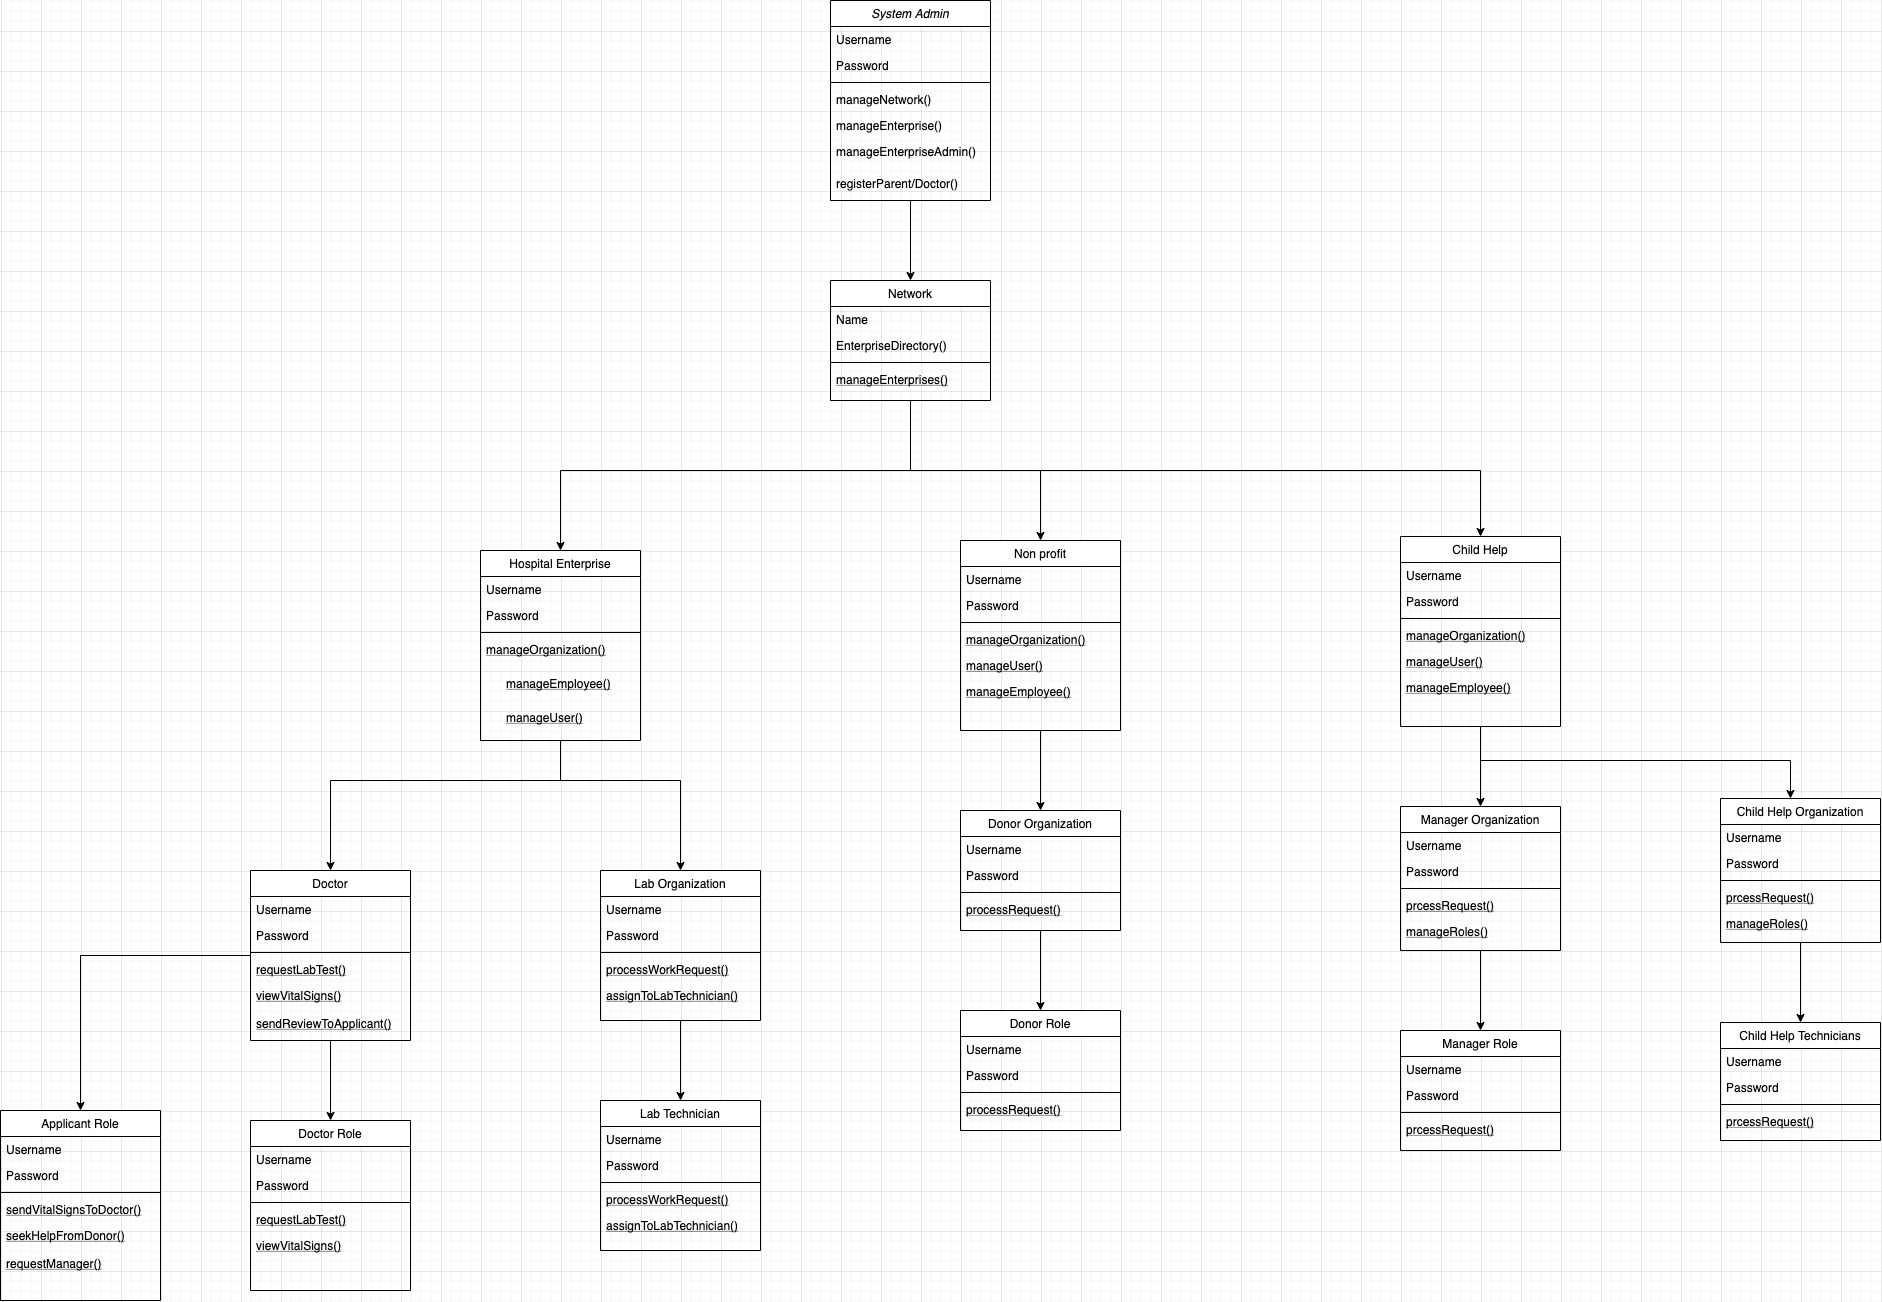 System Admin
Username
Password
manageNetwork()
manageEnterprise()
manageEnterpriseAdmin()
registerParent/Doctor()
Network
Name
EnterpriseDirectory()
manageEnterprises()
Hospital Enterprise
Username
Password
manageOrganization()
manageEmployee()
manageUser()
Non profit
Username
Password
manageOrganization()
manageUser()
manageEmployee()
Child Help
Username
Password
manageOrganization()
manageUser()
manageEmployee()
Doctor
Username
Password
requestLabTest()
viewVitalSigns()
sendReviewToApplicant()
Lab Organization
Username
Password
processWorkRequest()
assignToLabTechnician()
Donor Organization
Username
Password
processRequest()
Manager Organization
Username
Password
prcessRequest()
manageRoles()
Child Help Organization
Username
Password
prcessRequest()
manageRoles()
Applicant Role
Username
Password
sendVitalSignsToDoctor()
seekHelpFromDonor()
requestManager()
Doctor Role
Username
Password
requestLabTest()
viewVitalSigns()
Lab Technician
Username
Password
processWorkRequest()
assignToLabTechnician()
Donor Role
Username
Password
processRequest()
Manager Role
Username
Password
prcessRequest()
Child Help Technicians
Username
Password
prcessRequest()